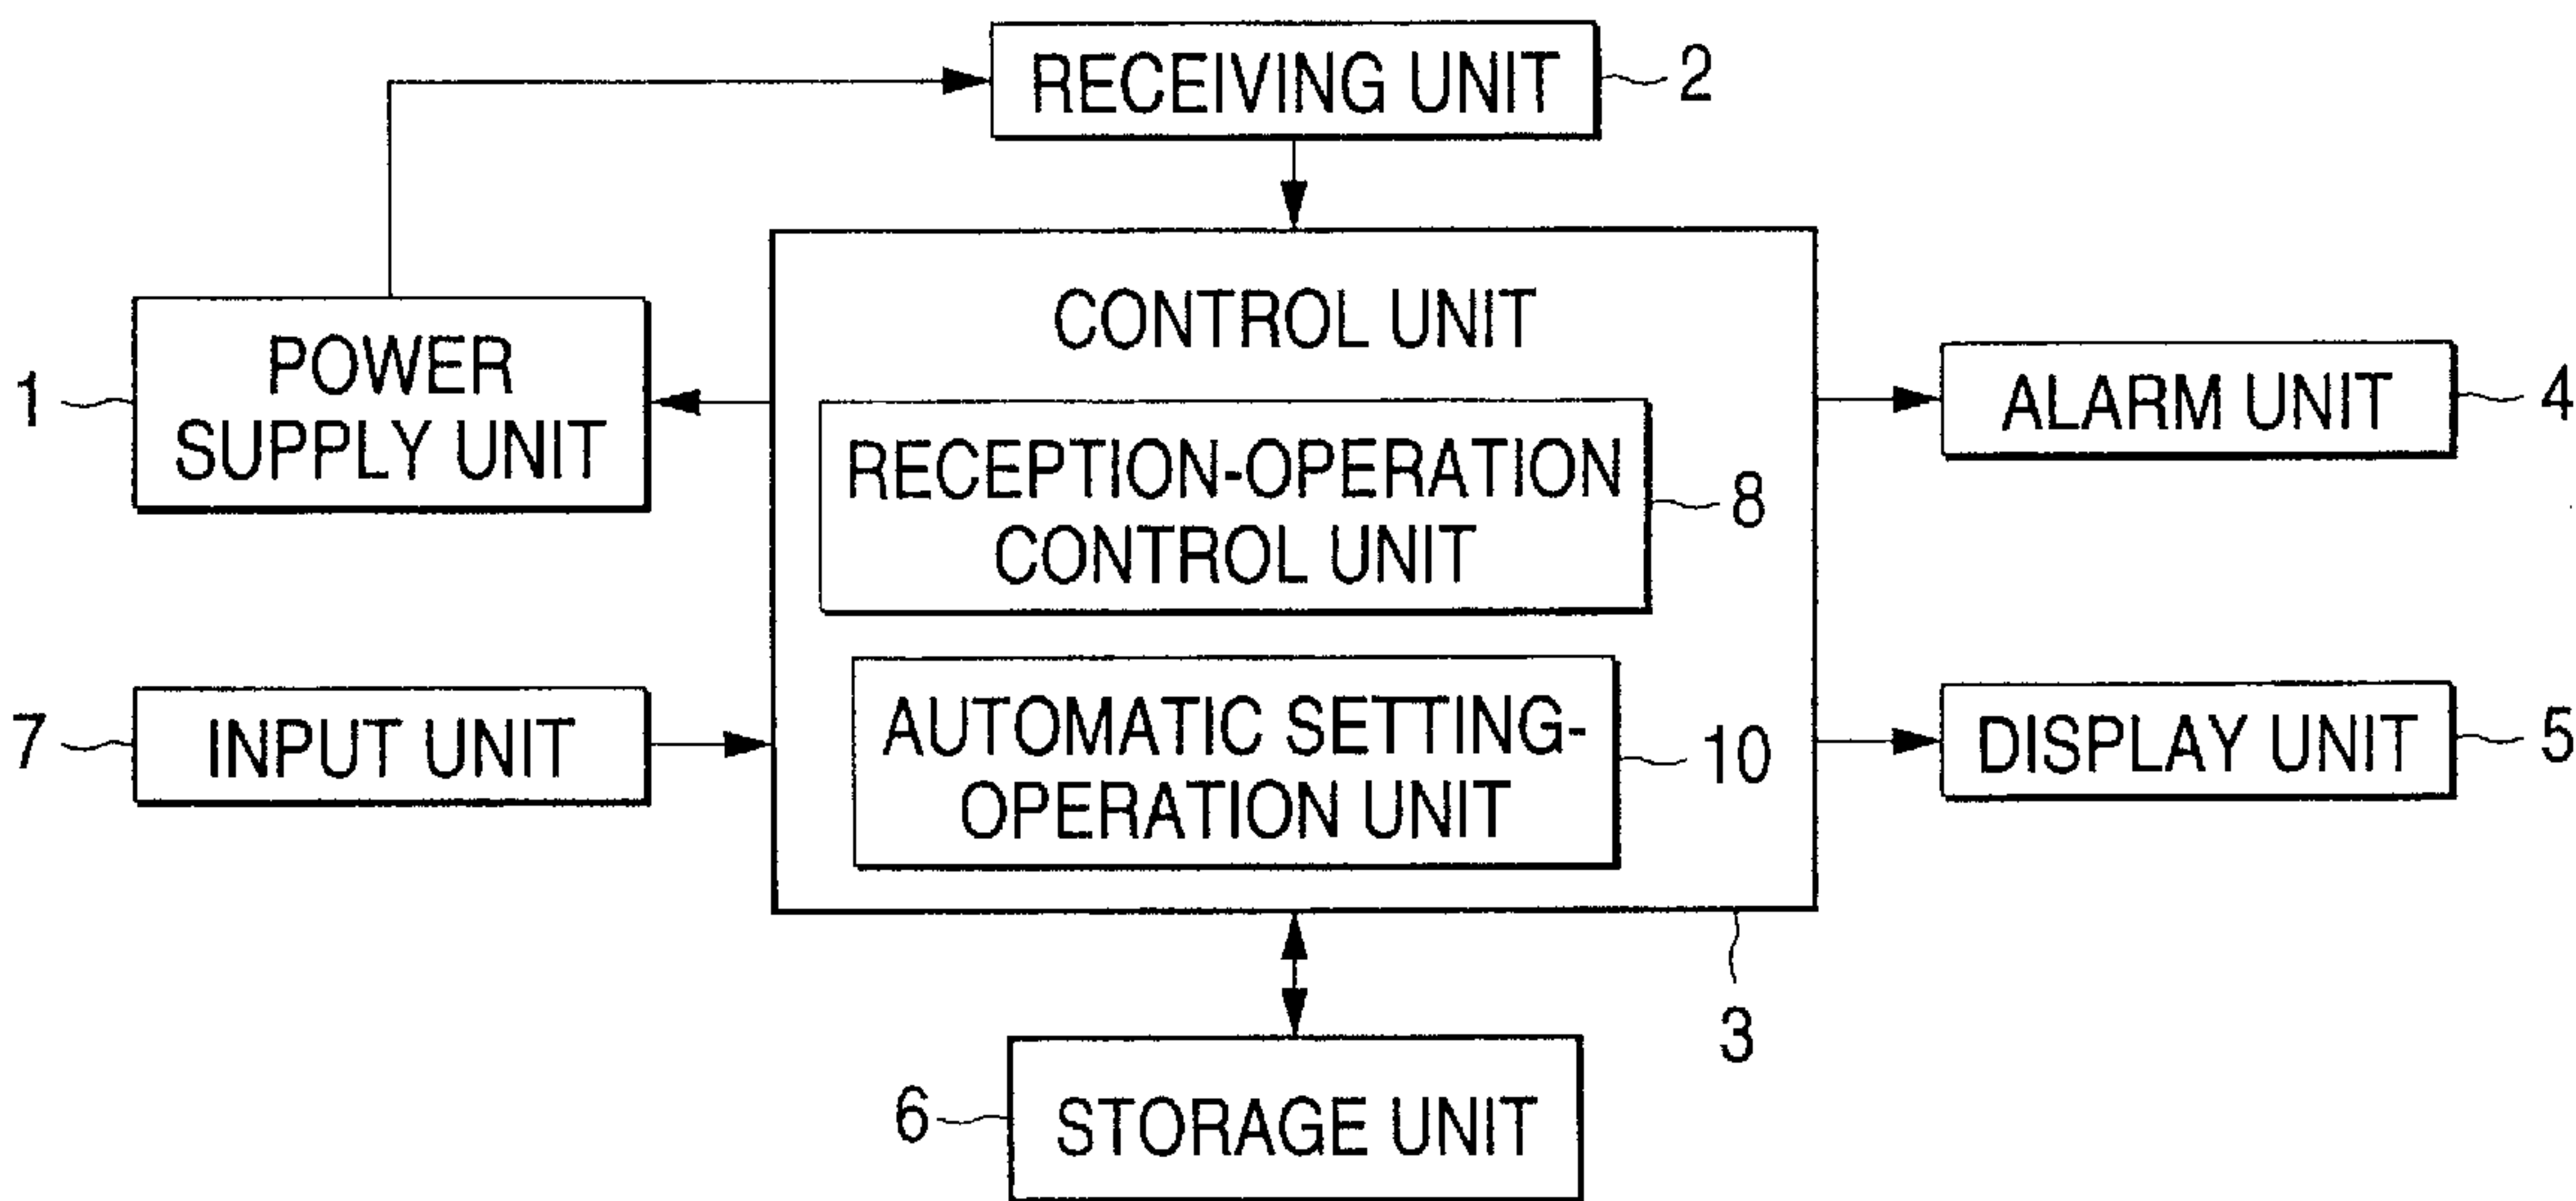 RECEIVING UNIT
2
CONTROL UNIT
1
POWER
SUPPLY UNIT
ALARM UNIT
4
RECEPTION-OPERATION
CONTROL UNIT
8
7
INPUT UNIT
AUTOMATIC SETTING-
OPERATION UNIT
10
DISPLAY UNIT
5
3
6
STORAGE UNIT